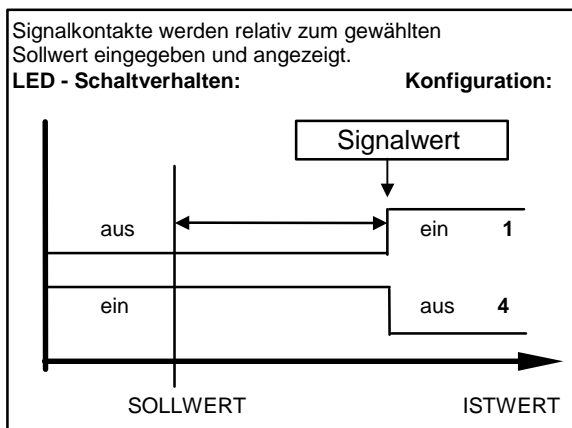 Signalkontakte werden relativ zum gewählten
Sollwert eingegeben und angezeigt.
LED - Schaltverhalten: Konfiguration:
Signalwert
aus ein 1
ein aus 4
SOLLWERT ISTWERT